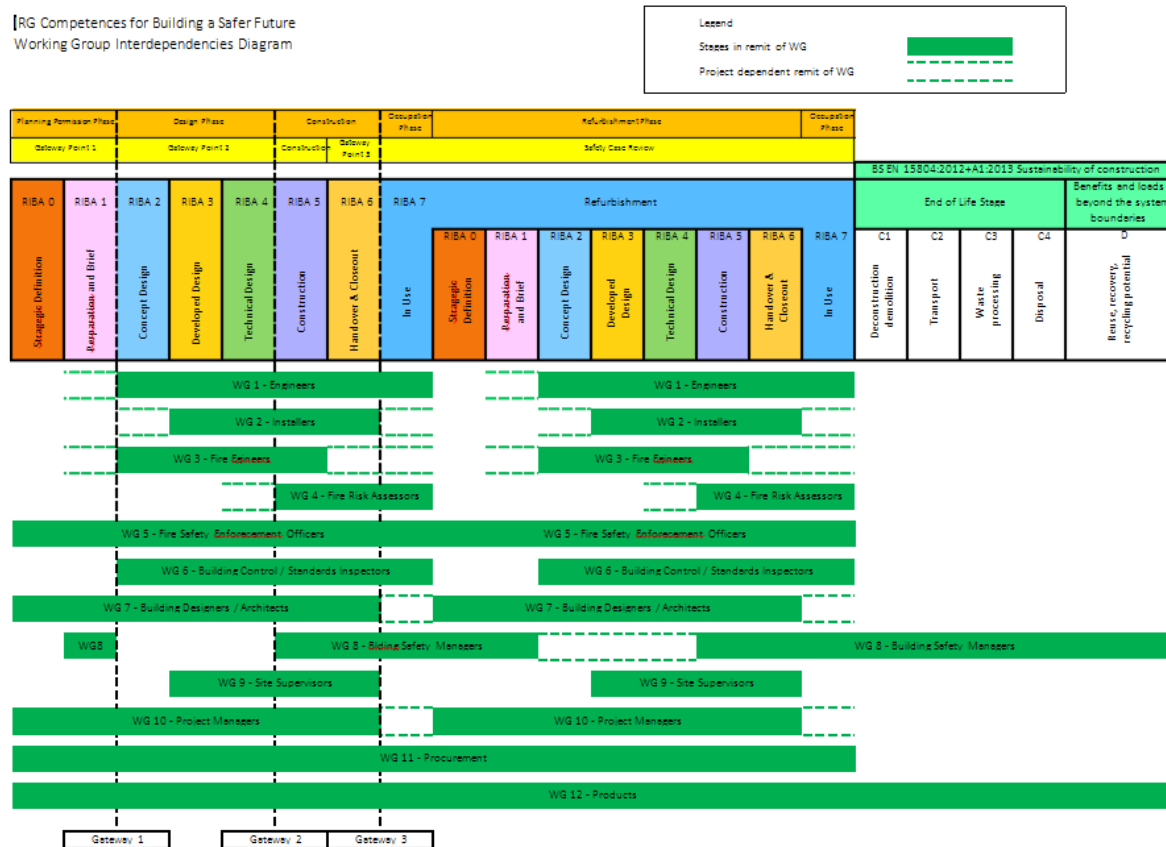 IRG Competences for Building a Safer Future
Working Group Interdependencies Diagram
Legend
Stages in remit of WG
Project dependent remit of WG
Planning Permission Phase
Design Phase
Construction
Occupation Phase
Refurbishment Phase
Occupation Phase
Gateway Point 1
Gateway Point 2
Construction
Gateway Point 3
Safety Case Review
BS EN 15804:2012+A1:2013 Sustainability of construction
End of Life Stage
Benefits and loads beyond the system boundaries
RIBA 0
RIBA 1
RIBA 2
RIBA 3
RIBA 4
RIBA 5
RIBA 6
RIBA 7
Refurbishment
RIBA 0
RIBA 1
RIBA 2
RIBA 3
RIBA 4
RIBA 5
RIBA 6
RIBA 7
C1
C2
C3
C4
D
Stragegic Definition
Resparation and Brief
Concept Design
Developed Design
Technical Design
Construction
Handover & Closeout
In Use
Stragegic Definition
Resparation and Brief
Concept Design
Developed Design
Technical Design
Construction
Handover & Closeout
In Use
Deconstruction demolition
Transport
Waste processing
Disposal
Reuse, recovery, recycling potential
WG 1 - Engineers
WG 1 - Engineers
WG 2 - Installers
WG 2 - Installers
WG 3 - Fire Egineers
WG 3 - Fire Egineers
WG 4 - Fire Risk Assessors
WG 4 - Fire Risk Assessors
WG 5 - Fire Safety Enforecement Officers
WG 5 - Fire Safety Enforecement Officers
WG 6 - Building Control / Standards Inspectors
WG 6 - Building Control / Standards Inspectors
WG 7 - Building Designers / Architects
WG 7 - Building Designers / Architects
WG8
WG 8 - Biding Safety Managers
WG 8 - Building Safety Managers
WG 9 - Site Supervisors
WG 9 - Site Supervisors
WG 10 - Project Managers
WG 10 - Project Managers
WG 11 - Procurement
WG 12 - Products
Gateway 1
Gateway 2
Gateway 3